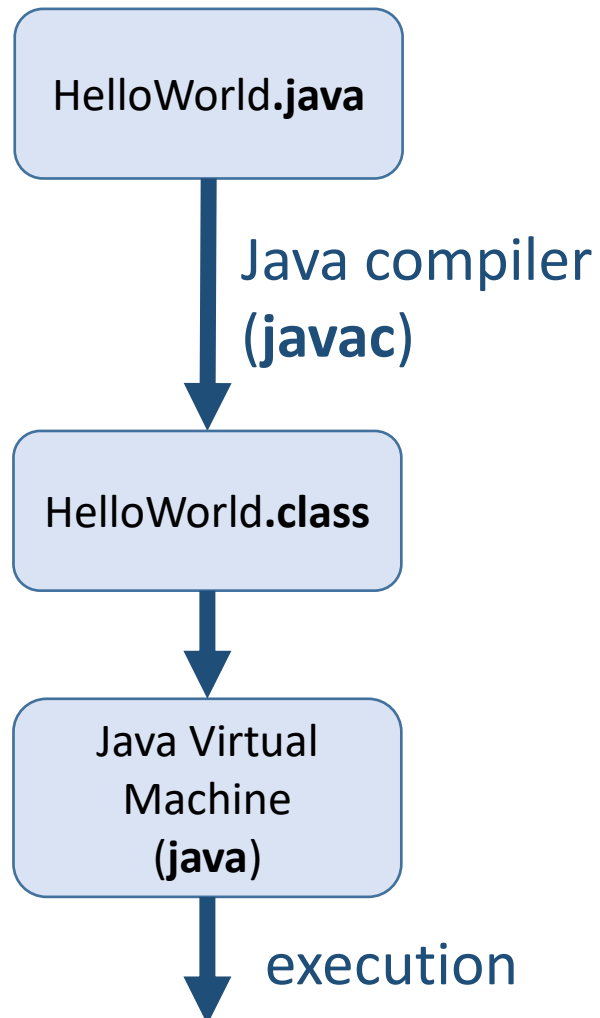 HelloWorld.java
Java compiler
(javac)
HelloWorld.class
Java Virtual
Machine
(java)
execution